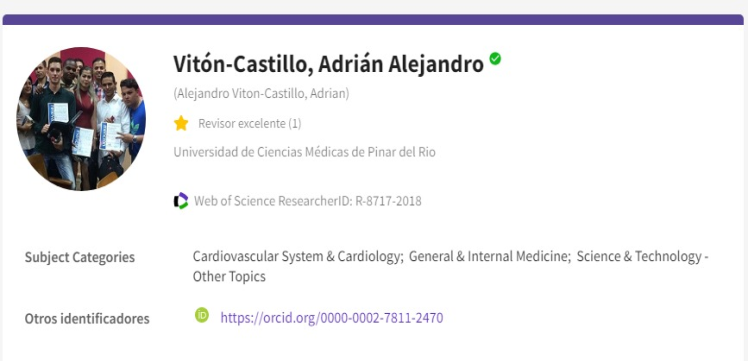 Vitón-Castillo, Adrián Alejandro
(Alejandro Viton-Castillo, Adrian)
Revisor excelente (1)
Universidad de Ciencias Médicas de Pinar del Rio
Web of Science ResearcherID: R-8717-2018
Subject Categories
Cardiovascular System & Cardiology; General & Internal Medicine; Science & Technology -
Other Topics
Otros identificadores
iD https://orcid.org/0000-0002-7811-2470